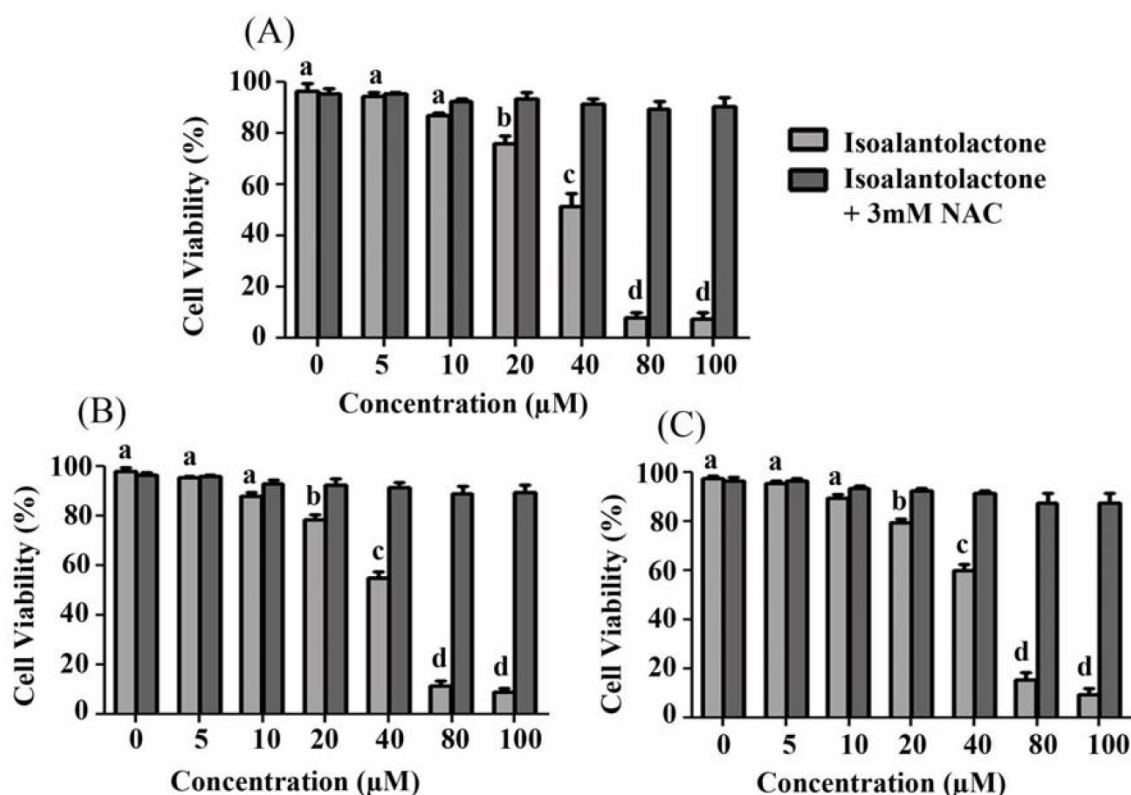 (A)
Cell Viability (%)
100
80
60
40
20
0
a
a
a
b
c
d
d
0 5 10 20 40 80 100
Concentration (µM)
Isoalantolactone
Isoalantolactone
+ 3mM NAC
(B)
Cell Viability (%)
100
80
60
40
20
0
a
a
a
b
c
d
d
0 5 10 20 40 80 100
Concentration (µM)
(C)
Cell Viability (%)
100
80
60
40
20
0
a
a
a
b
c
d
d
0 5 10 20 40 80 100
Concentration (µM)